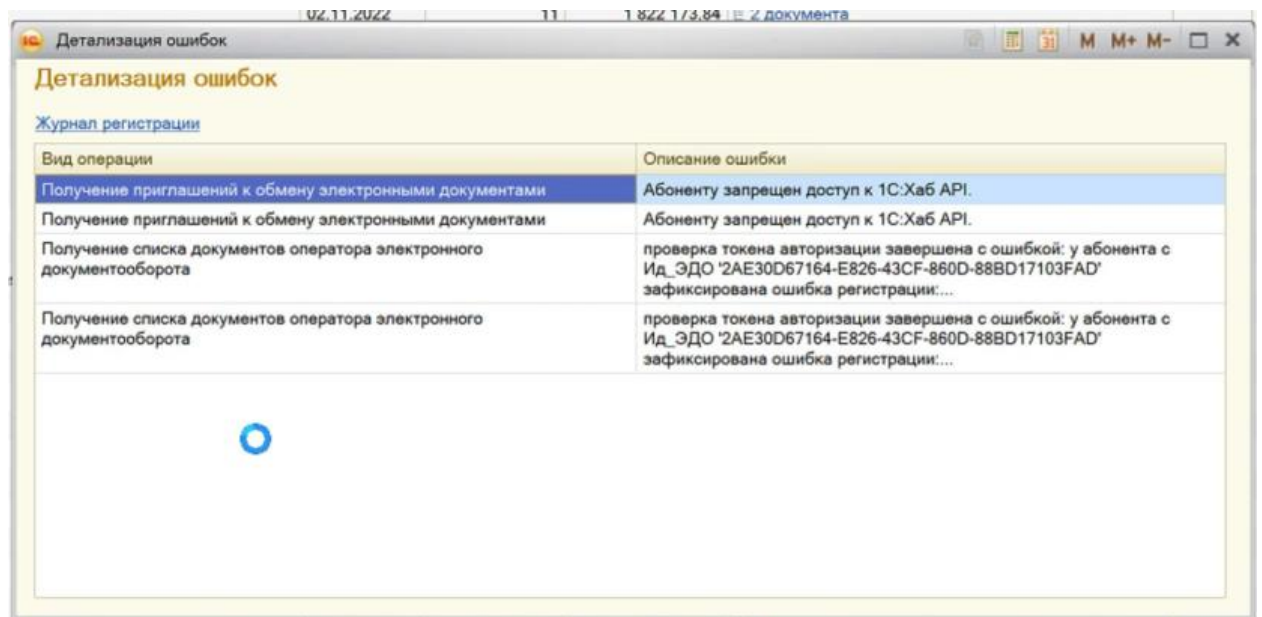 02.11.2022 11 1 822 173,84 2 документа
1С Детализация ошибок 31 M M+ M-
Детализация ошибок
Журнал регистрации
Вид операции Описание ошибки
Получение приглашений к обмену электронными документами Абоненту запрещен доступ к 1С:Хаб API.
Получение приглашений к обмену электронными документами Абоненту запрещен доступ к 1С:Хаб API.
Получение списка документов оператора электронного
документооборота
проверка токена авторизации завершена с ошибкой: у абонента с
Ид_ЭДО '2AE30D67164-E826-43CF-860D-88BD17103FAD'
зафиксирована ошибка регистрации:...
Получение списка документов оператора электронного
документооборота
проверка токена авторизации завершена с ошибкой: у абонента с
Ид_ЭДО '2AE30D67164-E826-43CF-860D-88BD17103FAD'
зафиксирована ошибка регистрации:...